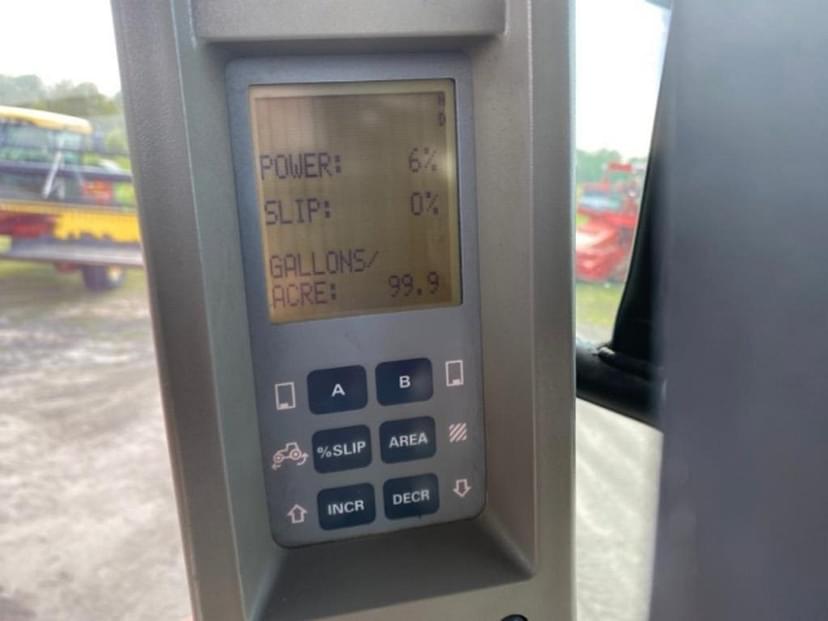 R
D
POWER: 6%
SLIP: 0%
GALLONS/
ACRE: 99.9
A B
%SLIP AREA
INCR DECR